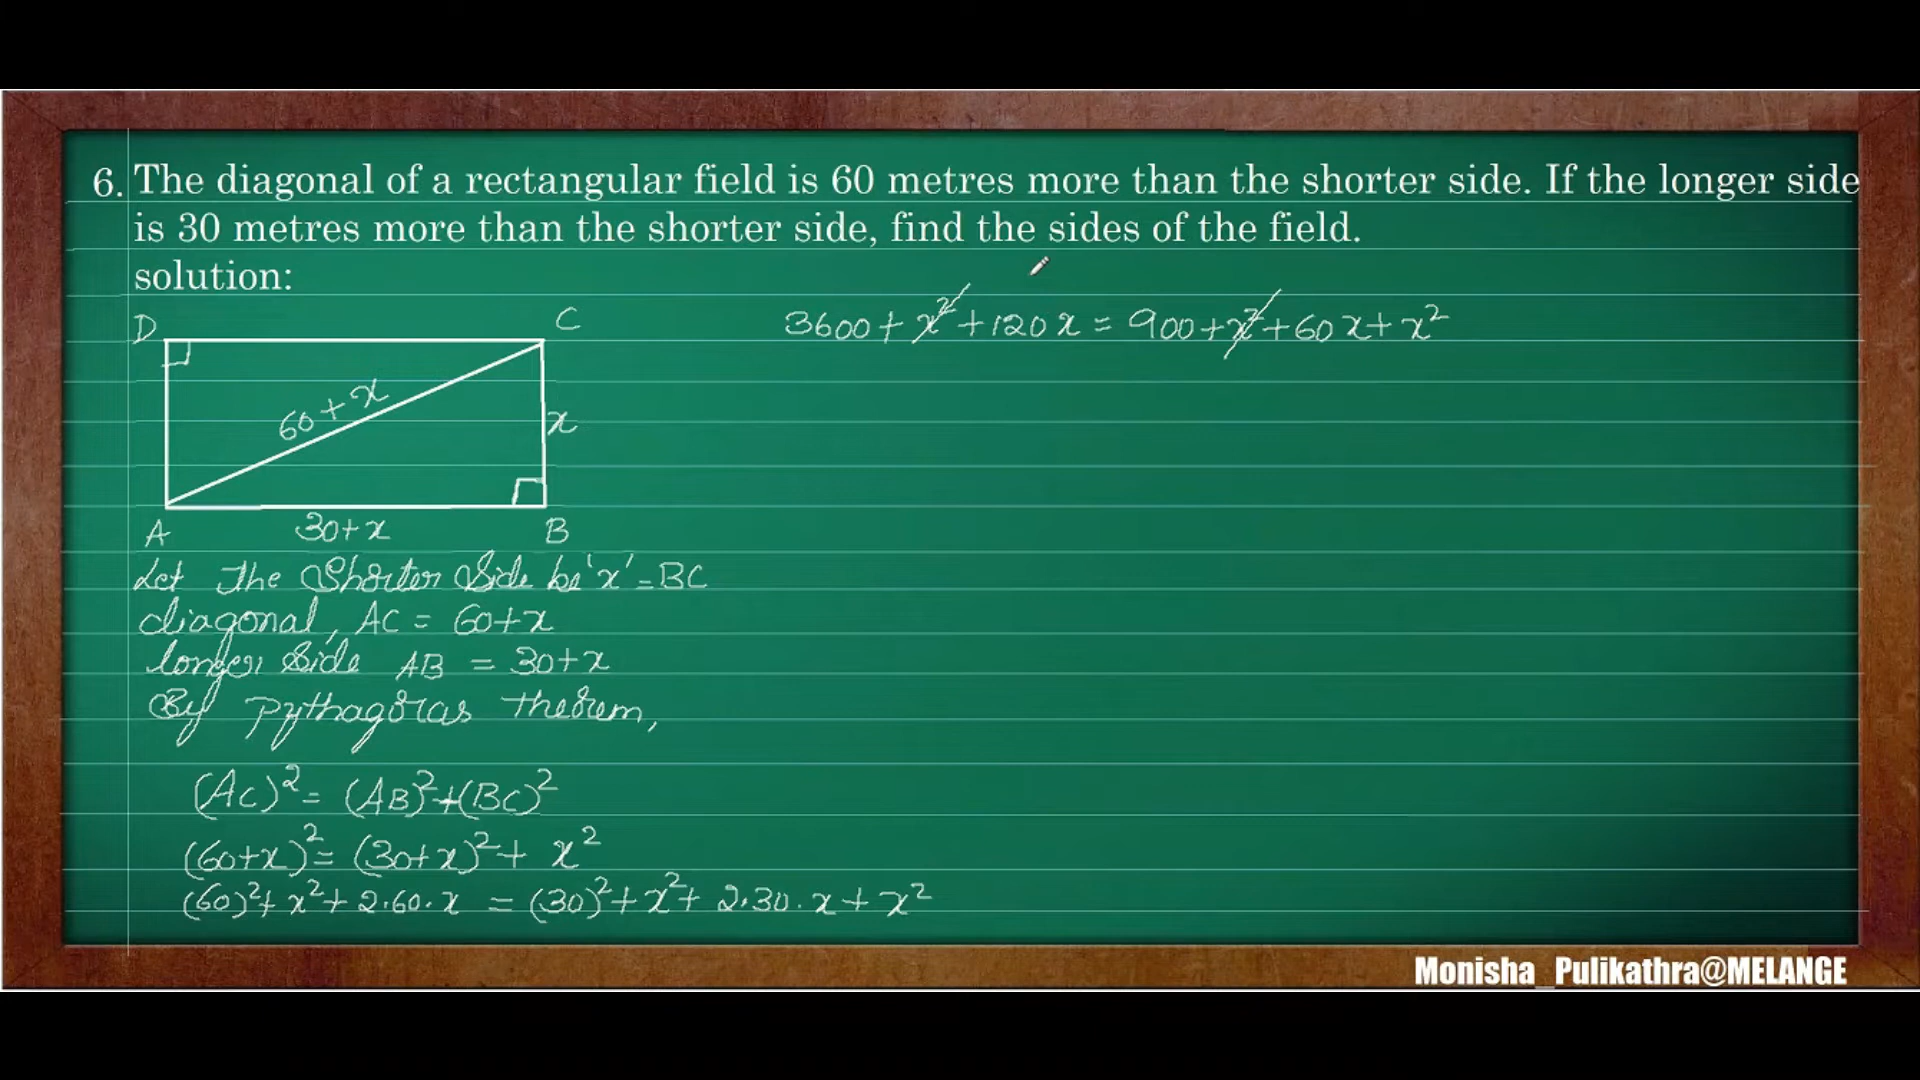 6. The diagonal of a rectangular field is 60 metres more than the shorter side. If the longer side
is 30 metres more than the shorter side, find the sides of the field.
solution:
D
C
60+x
x
A
30+x
B
Let The Shorter Side be 'x' = BC
diagonal, AC = 60+x
longer Side AB = 30+x
By Pythagoras theorem,
(AC)² = (AB)²+(BC)²
(60+x)² = (30+x)² + x²
(60)²+ x²+ 2·60·x = (30)²+x²+ 2·30·x + x²
3600 + x² + 120x = 900 + x² + 60x + x²
Monisha_Pulikathra@MELANGE